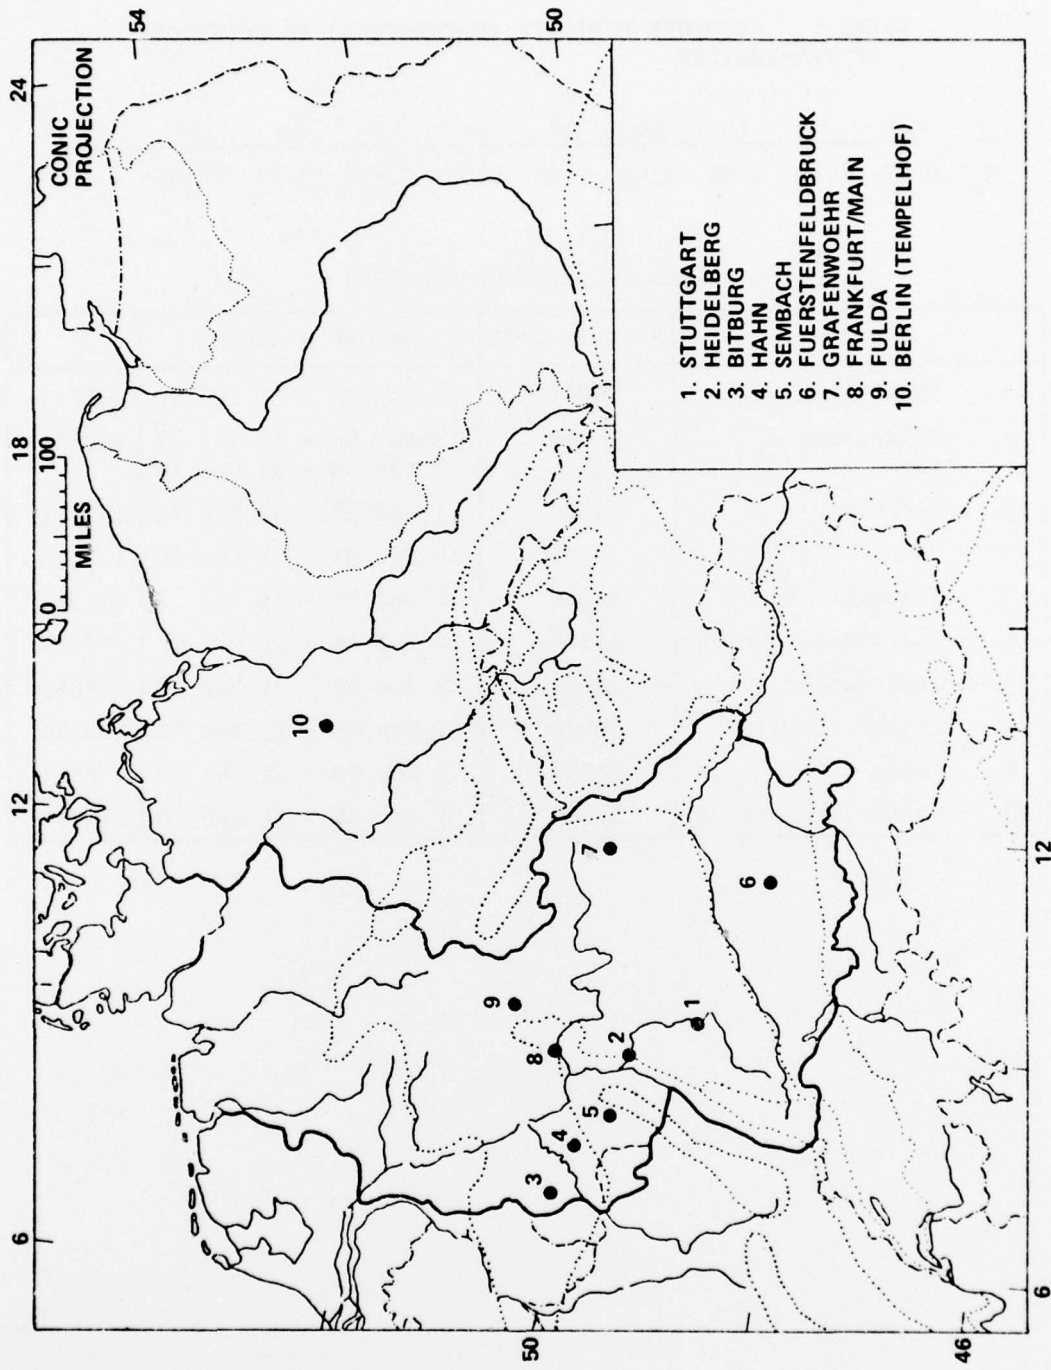 24
18
12
6
CONIC
PROJECTION
54
50
0
100
MILES
10
9
8
7
6
5
4
3
2
1
1. STUTTGART
2. HEIDELBERG
3. BITBURG
4. HAHN
5. SEMBACH
6. FUERSTENFELDBRUCK
7. GRAFENWOEHR
8. FRANKFURT/MAIN
9. FULDA
10. BERLIN (TEMPELHOF)
50
46
12
6